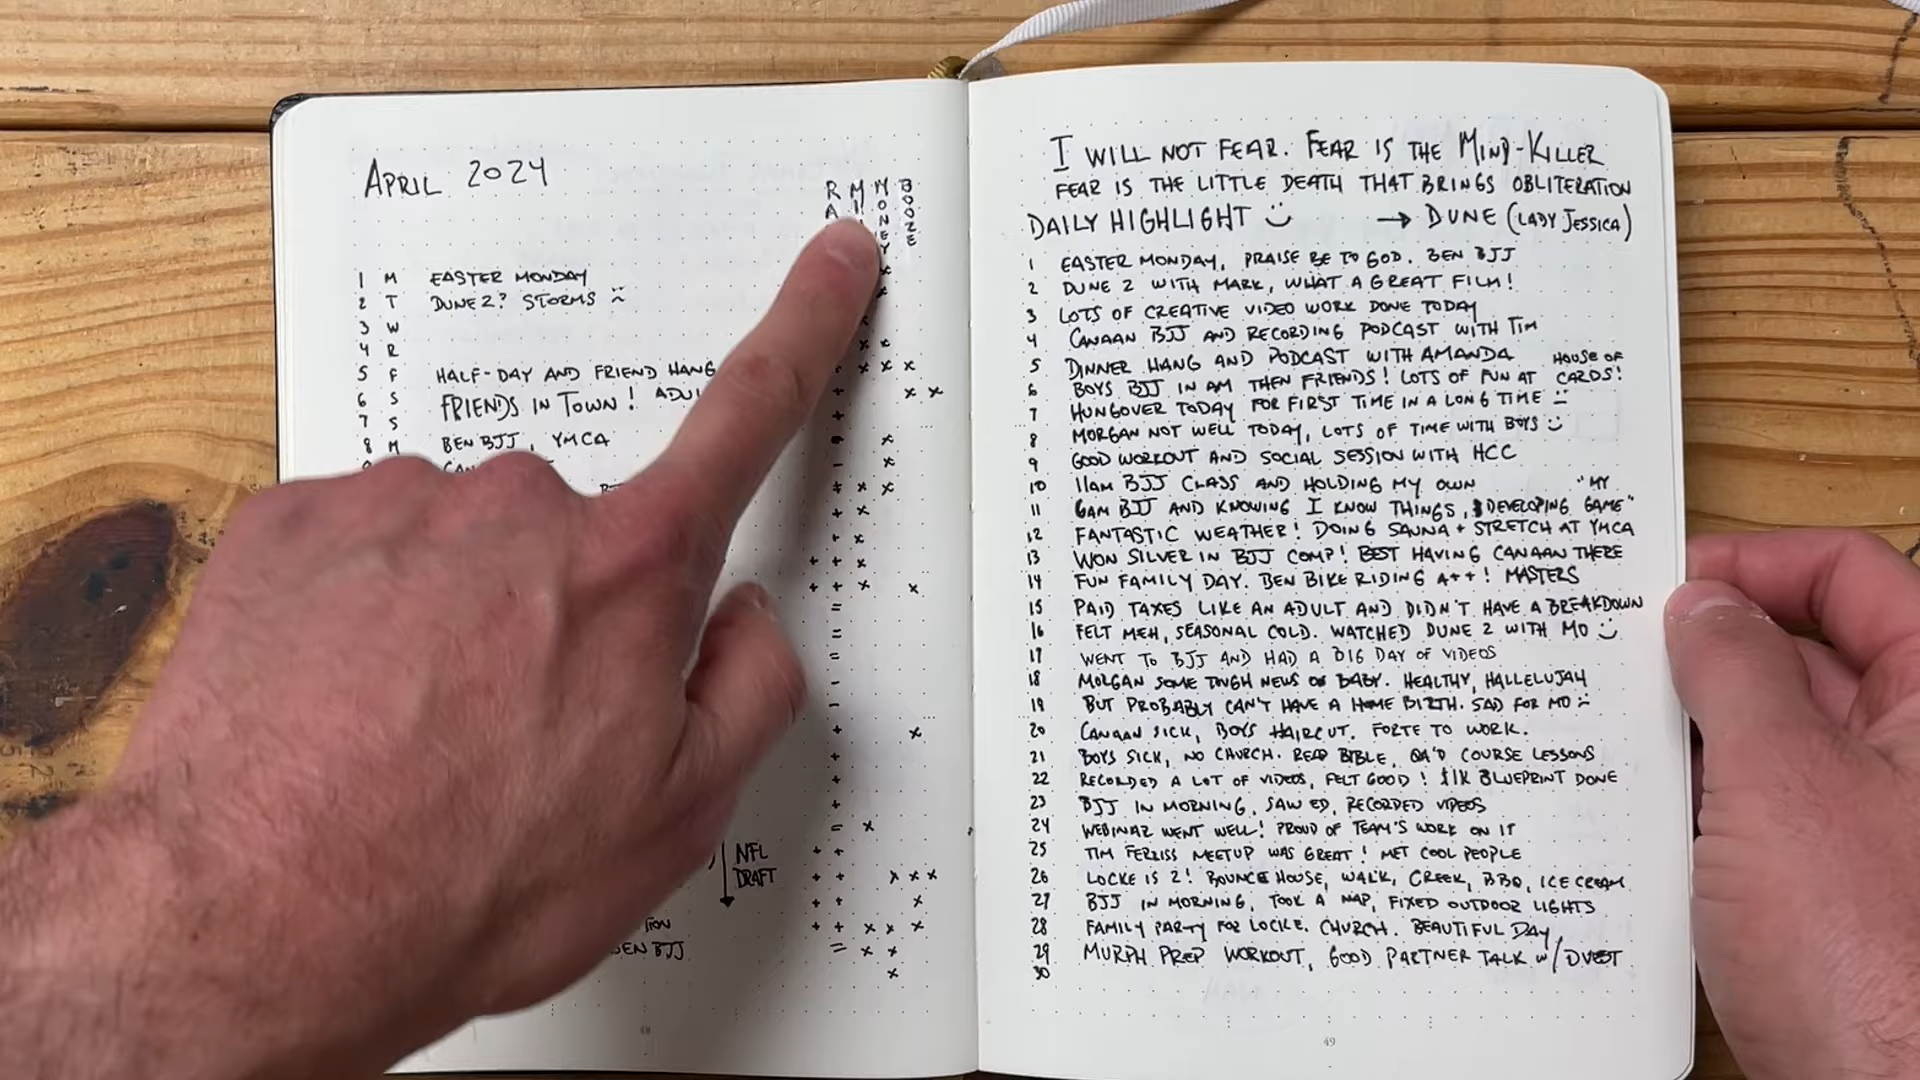 APRIL 2024
MONEY
BOOZE
1 M EASTER MONDAY
2 T DUNE 2? STORMS
3 W
4 R
5 F HALF-DAY AND FRIEND HANG
6 S FRIENDS IN TOWN!
7 S
8 M BEN BJJ, YMCA
NFL
DRAFT
BEN BJJ
48
I WILL NOT FEAR. FEAR IS THE MIND-KILLER
FEAR IS THE LITTLE DEATH THAT BRINGS OBLITERATION
DAILY HIGHLIGHT :) → DUNE (LADY JESSICA)
1 EASTER MONDAY, PRAISE BE TO GOD. BEN BJJ
2 DUNE 2 WITH MARK, WHAT A GREAT FILM!
3 LOTS OF CREATIVE VIDEO WORK DONE TODAY
4 CANAAN BJJ AND RECORDING PODCAST WITH TIM
5 DINNER HANG AND PODCAST WITH AMANDA
6 BOYS BJJ IN AM THEN FRIENDS! LOTS OF FUN AT HOUSE OF CARDS!
7 HUNGOVER TODAY FOR FIRST TIME IN A LONG TIME
8 MORGAN NOT WELL TODAY, LOTS OF TIME WITH BOYS :)
9 GOOD WORKOUT AND SOCIAL SESSION WITH HCC
10 11AM BJJ CLASS AND HOLDING MY OWN
11 6AM BJJ AND KNOWING I KNOW THINGS, DEVELOPING "MY GAME"
12 FANTASTIC WEATHER! DOING SAUNA + STRETCH AT YMCA
13 WON SILVER IN BJJ COMP! BEST HAVING CANAAN THERE
14 FUN FAMILY DAY. BEN BIKE RIDING A++! MASTERS
15 PAID TAXES LIKE AN ADULT AND DIDN'T HAVE A BREAKDOWN
16 FELT MEH, SEASONAL COLD. WATCHED DUNE 2 WITH MO :)
17 WENT TO BJJ AND HAD A BIG DAY OF VIDEOS
18 MORGAN SOME TOUGH NEWS BABY. HEALTHY, HALLELUJAH
19 BUT PROBABLY CAN'T HAVE A HOME BIRTH. SAD FOR MO
20 CANAAN SICK, BOYS HAIRCUT. FORTE TO WORK.
21 BOYS SICK, NO CHURCH. READ BIBLE, QA'D COURSE LESSONS
22 RECORDED A LOT OF VIDEOS, FELT GOOD! $1K BLUEPRINT DONE
23 BJJ IN MORNING, SAW ED, RECORDED VIDEOS
24 WEBINAR WENT WELL! PROUD OF TEAM'S WORK ON IT
25 TIM FERRISS MEETUP WAS GREAT! MET COOL PEOPLE
26 LOCKE IS 2! BOUNCE HOUSE, WALK, CREEK, BBQ, ICE CREAM
27 BJJ IN MORNING, TOOK A NAP, FIXED OUTDOOR LIGHTS
28 FAMILY PARTY FOR LOCKE. CHURCH. BEAUTIFUL DAY
29 MURPH PREP WORKOUT, GOOD PARTNER TALK W/
30
49